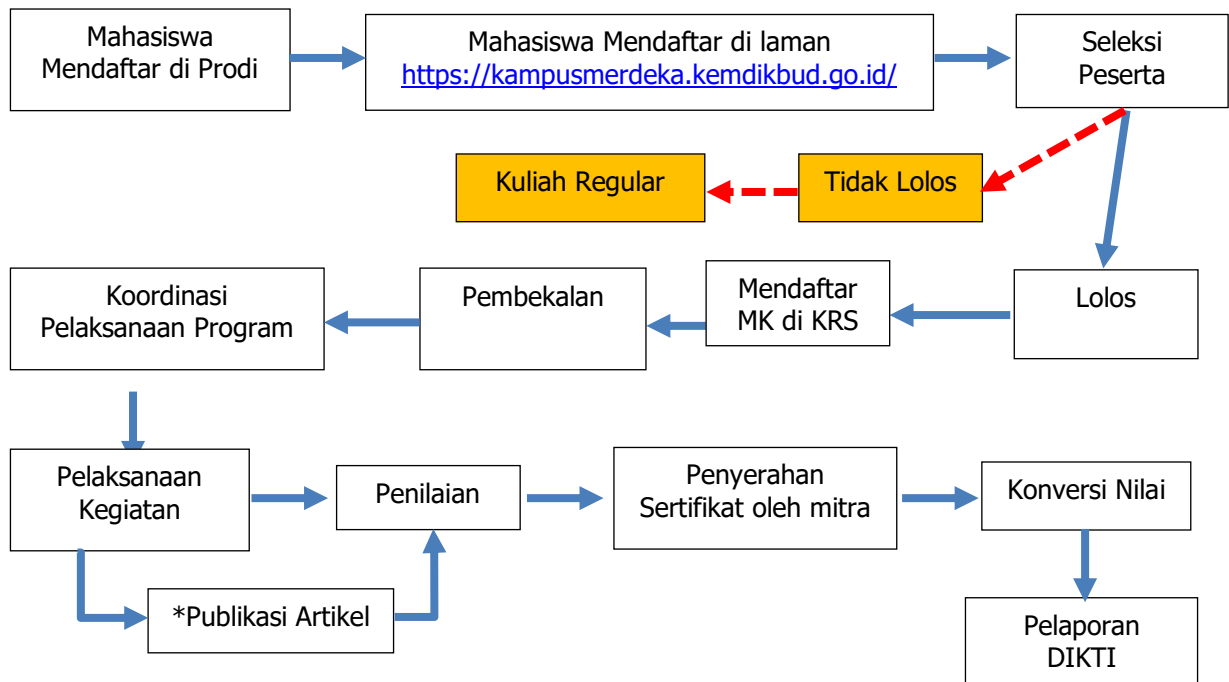 Mahasiswa
Mendaftar di Prodi
Mahasiswa Mendaftar di laman
https://kampusmerdeka.kemdikbud.go.id/
Seleksi
Peserta
Kuliah Regular
Tidak Lolos
Lolos
Mendaftar
MK di KRS
Pembekalan
Koordinasi
Pelaksanaan Program
Pelaksanaan
Kegiatan
*Publikasi Artikel
Penilaian
Penyerahan
Sertifikat oleh mitra
Konversi Nilai
Pelaporan
DIKTI